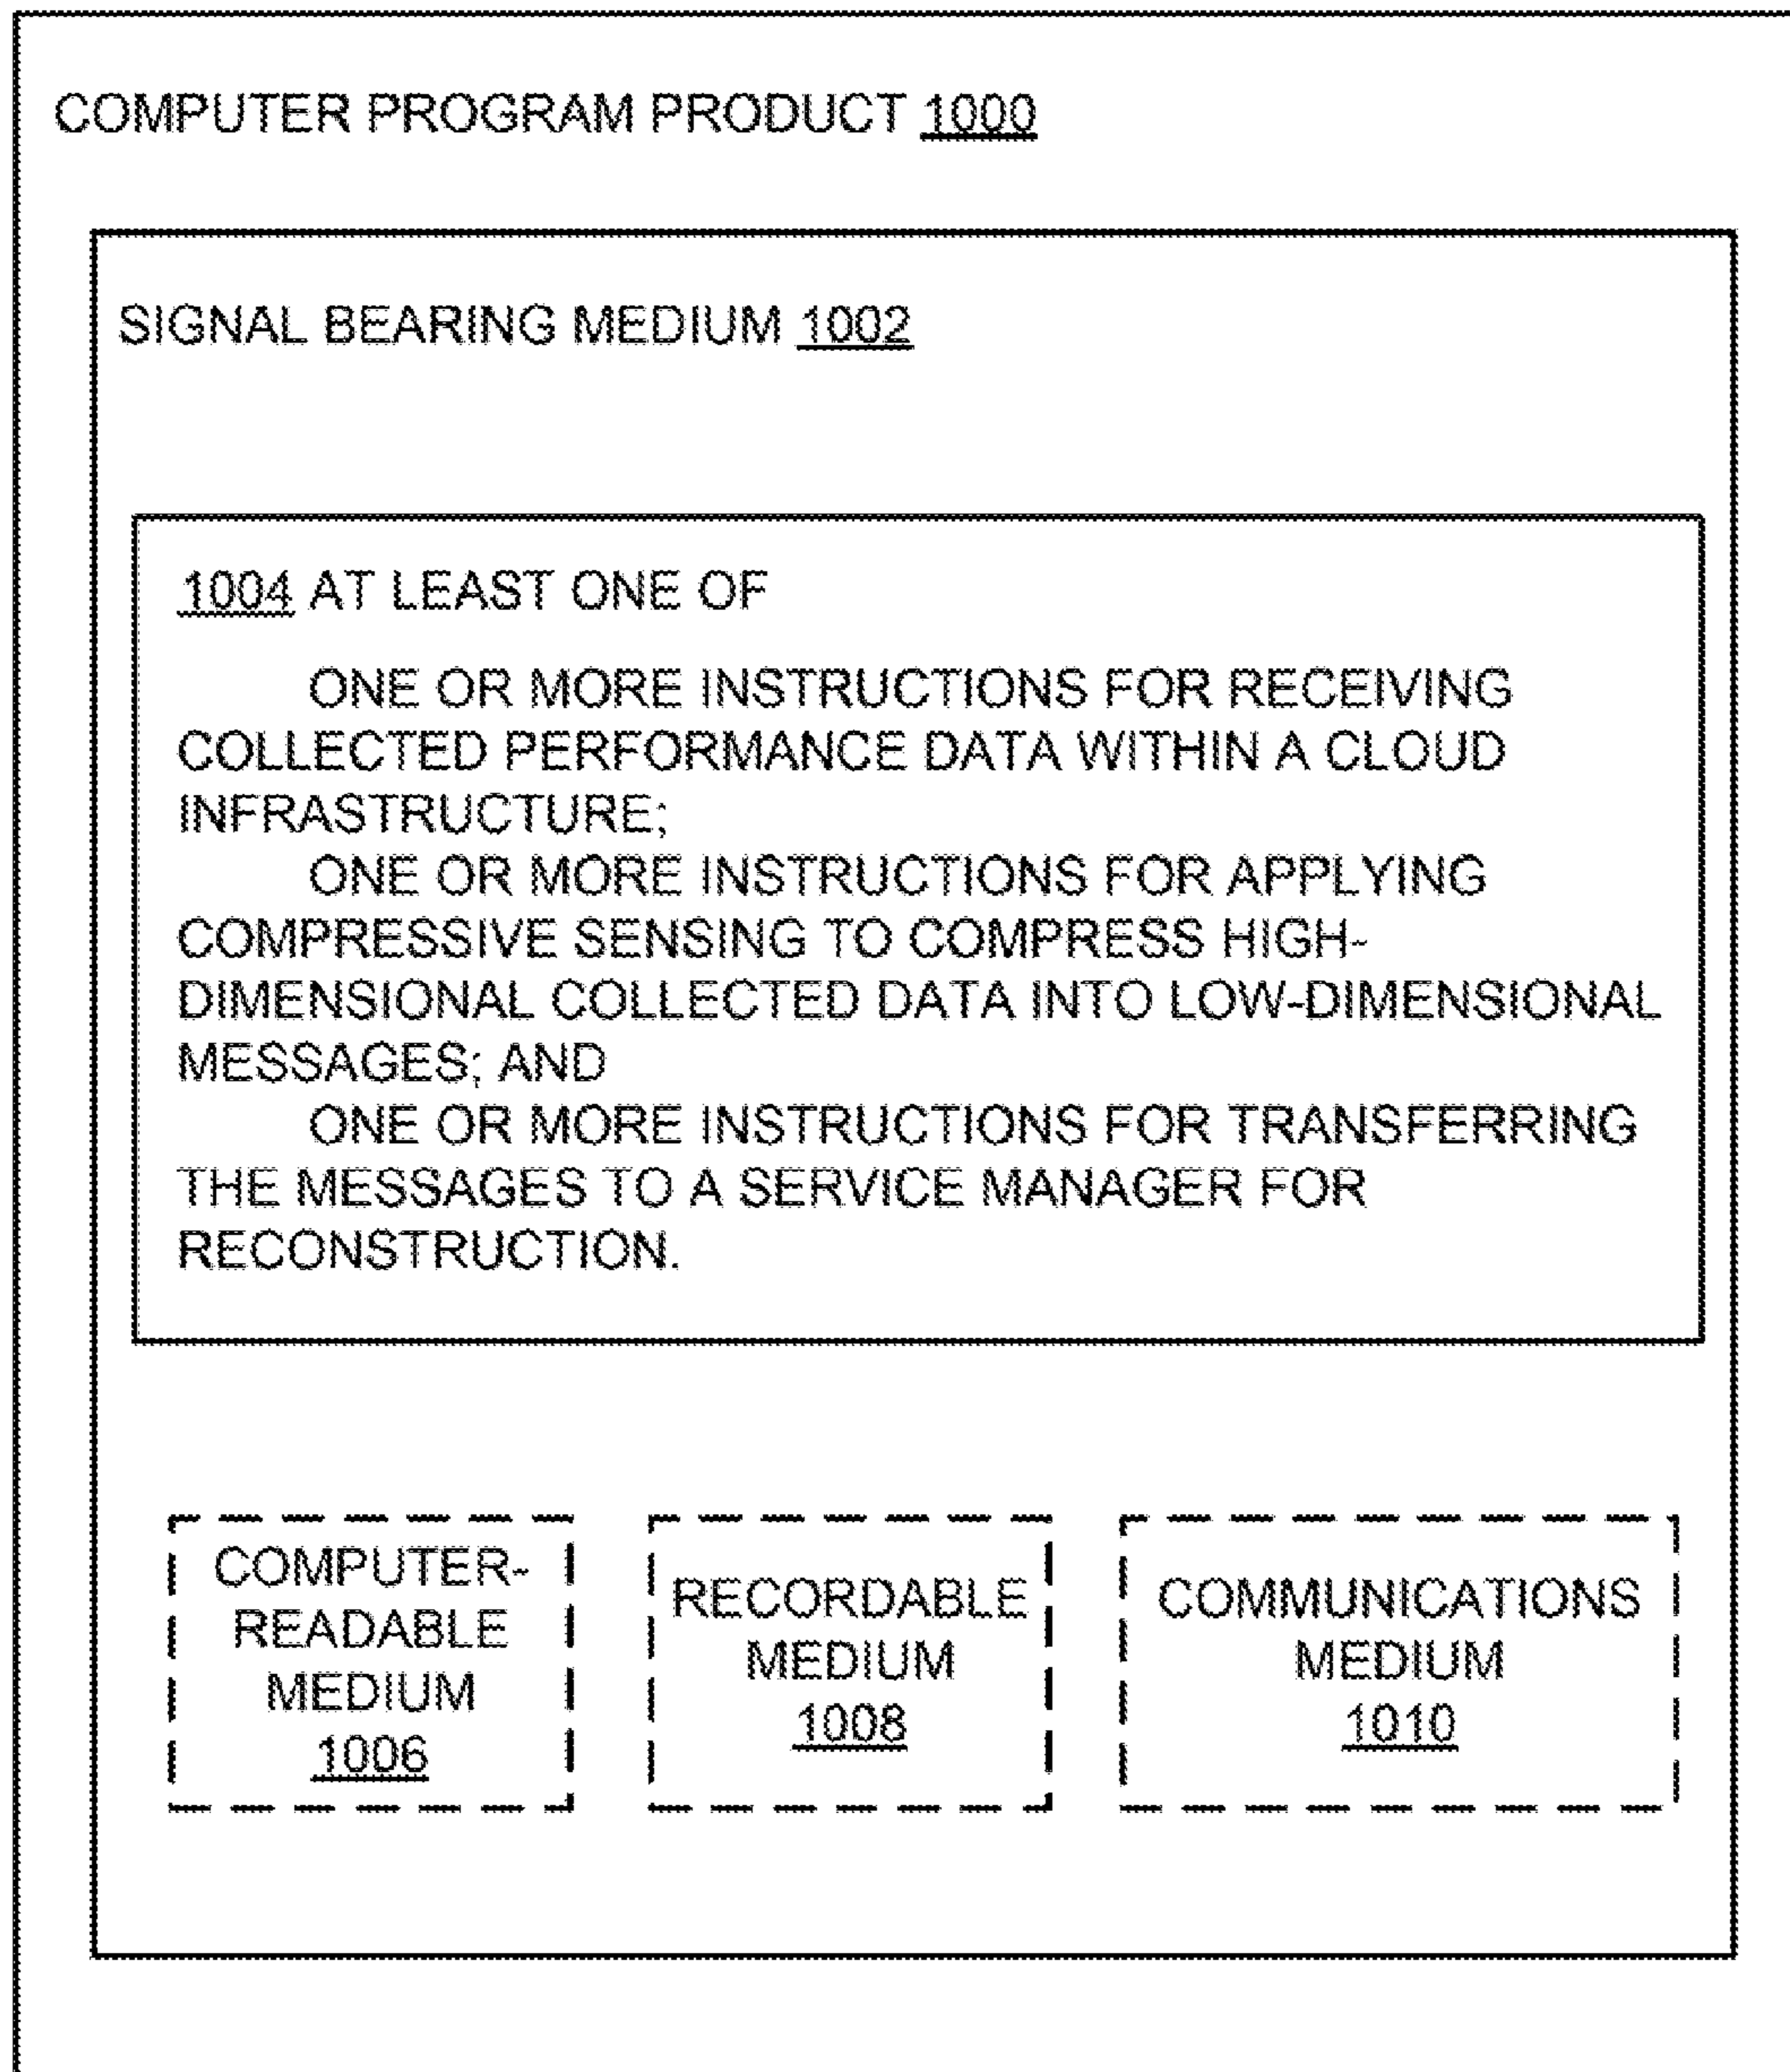 COMPUTER PROGRAM PRODUCT 1000
SIGNAL BEARING MEDIUM 1002
1004 AT LEAST ONE OF
ONE OR MORE INSTRUCTIONS FOR RECEIVING
COLLECTED PERFORMANCE DATA WITHIN A CLOUD
INFRASTRUCTURE;
ONE OR MORE INSTRUCTIONS FOR APPLYING
COMPRESSIVE SENSING TO COMPRESS HIGH-
DIMENSIONAL COLLECTED DATA INTO LOW-DIMENSIONAL
MESSAGES; AND
ONE OR MORE INSTRUCTIONS FOR TRANSFERRING
THE MESSAGES TO A SERVICE MANAGER FOR
RECONSTRUCTION.
COMPUTER-
READABLE
MEDIUM
1006
RECORDABLE
MEDIUM
1008
COMMUNICATIONS
MEDIUM
1010